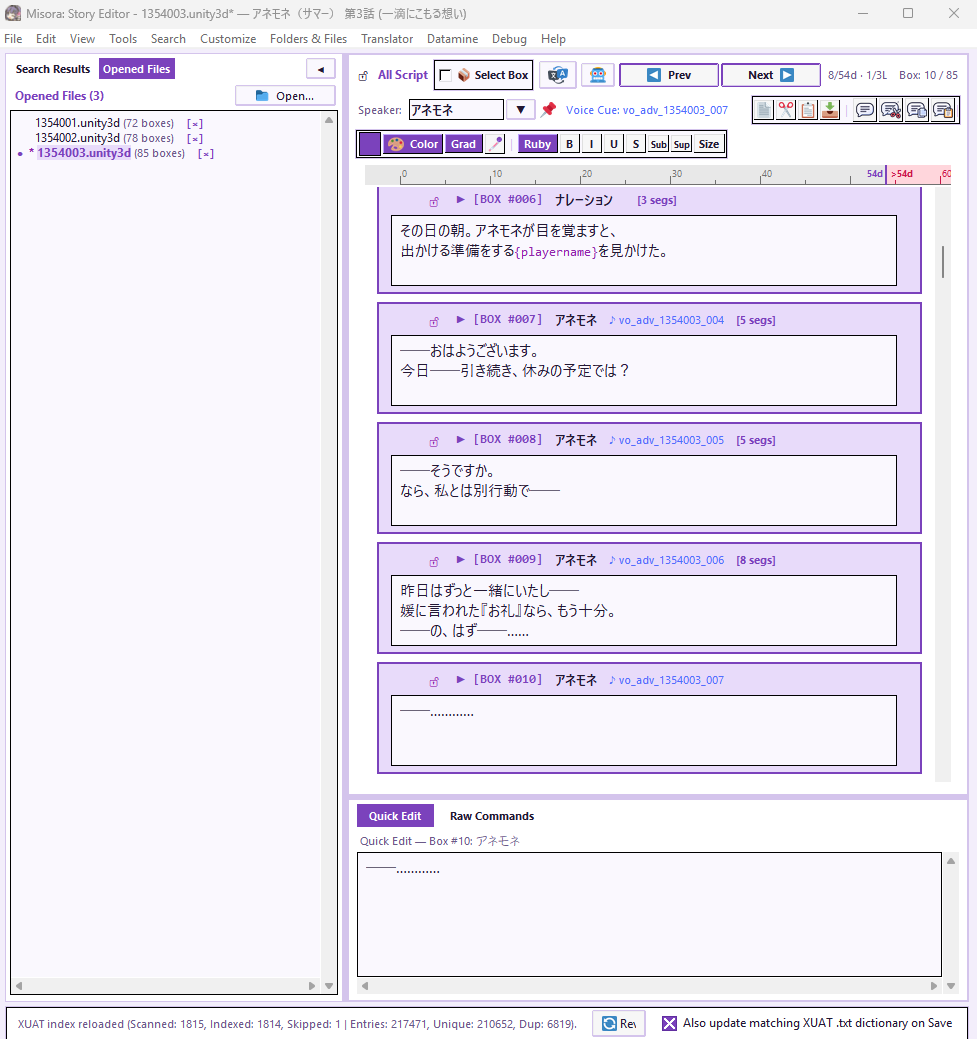 Misora: Story Editor - 1354003.unity3d* — アネモネ（サマー） 第3話 (一滴にこもる想い)
File Edit View Tools Search Customize Folders & Files Translator Datamine Debug Help
Search Results Opened Files ◄
Opened Files (3) Open...
1354001.unity3d (72 boxes) [×]
1354002.unity3d (78 boxes) [×]
• * 1354003.unity3d (85 boxes) [×]
All Script Select Box Prev Next 8/54d · 1/3L Box: 10 / 85
Speaker: アネモネ ▼ Voice Cue: vo_adv_1354003_007
Color Grad Ruby B I U S Sub Sup Size
0 10 20 30 40 54d >54d 60
▶ [BOX #006] ナレーション [3 segs]
その日の朝。アネモネが目を覚ますと、
出かける準備をする{playername}を見かけた。
▶ [BOX #007] アネモネ ♪ vo_adv_1354003_004 [5 segs]
――おはようございます。
今日――引き続き、休みの予定では？
▶ [BOX #008] アネモネ ♪ vo_adv_1354003_005 [5 segs]
――そうですか。
なら、私とは別行動で――
▶ [BOX #009] アネモネ ♪ vo_adv_1354003_006 [8 segs]
昨日はずっと一緒にいたし――
媛に言われた『お礼』なら、もう十分。
――の、はず――……
▶ [BOX #010] アネモネ ♪ vo_adv_1354003_007
――…………
Quick Edit Raw Commands
Quick Edit — Box #10: アネモネ
――…………
XUAT index reloaded (Scanned: 1815, Indexed: 1814, Skipped: 1 | Entries: 217471, Unique: 210652, Dup: 6819).
Also update matching XUAT .txt dictionary on Save